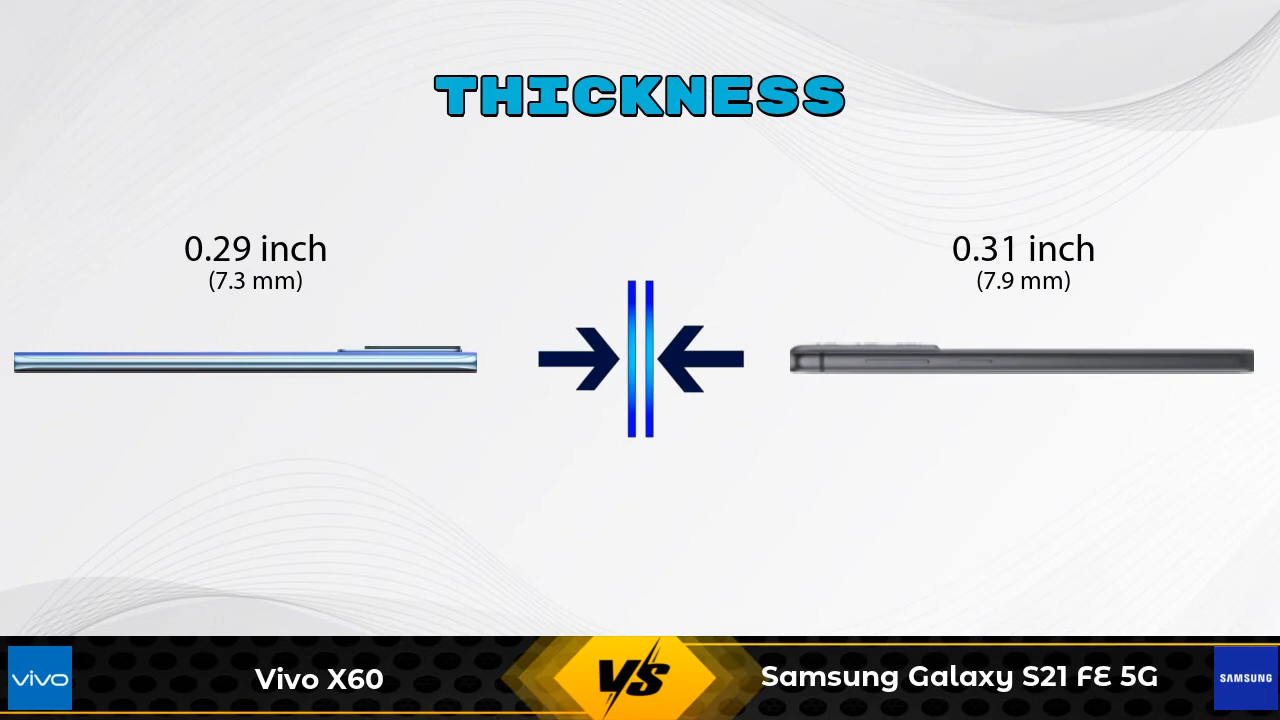 THICKNESS
0.29 inch
(7.3 mm)
0.31 inch
(7.9 mm)
vivo
Vivo X60
VS
Samsung Galaxy S21 FE 5G
SAMSUNG